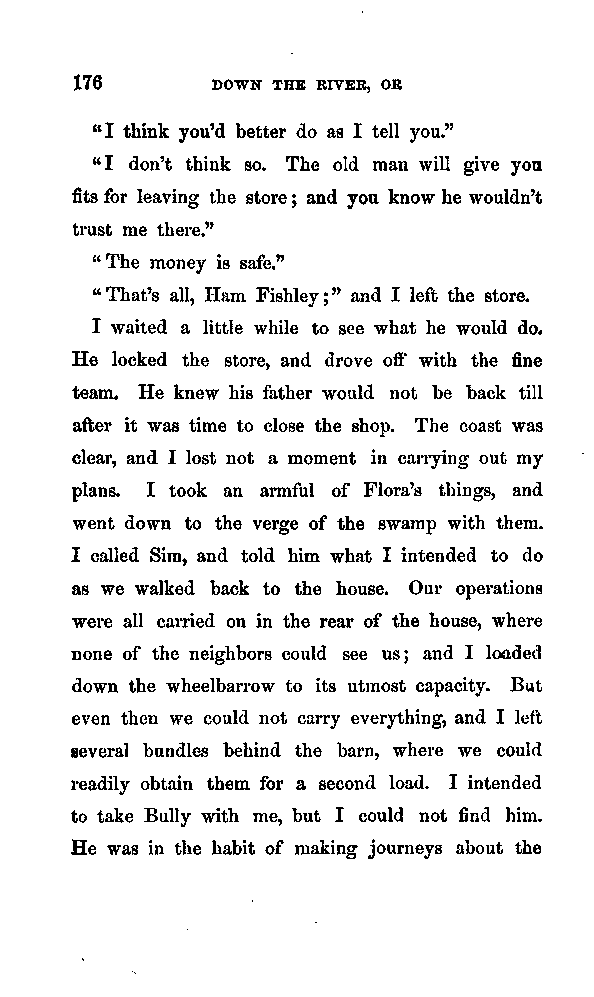 176 DOWN THE RIVER, OR
"I think you'd better do as I tell you."
"I don't think so. The old man will give you
fits for leaving the store; and you know he wouldn't
trust me there."
"The money is safe."
"That's all, Ham Fishley;" and I left the store.
I waited a little while to see what he would do.
He locked the store, and drove off with the fine
team. He knew his father would not be back till
after it was time to close the shop. The coast was
clear, and I lost not a moment in carrying out my
plans. I took an armful of Flora's things, and
went down to the verge of the swamp with them.
I called Sim, and told him what I intended to do
as we walked back to the house. Our operations
were all carried on in the rear of the house, where
none of the neighbors could see us; and I loaded
down the wheelbarrow to its utmost capacity. But
even then we could not carry everything, and I left
several bundles behind the barn, where we could
readily obtain them for a second load. I intended
to take Bully with me, but I could not find him.
He was in the habit of making journeys about the